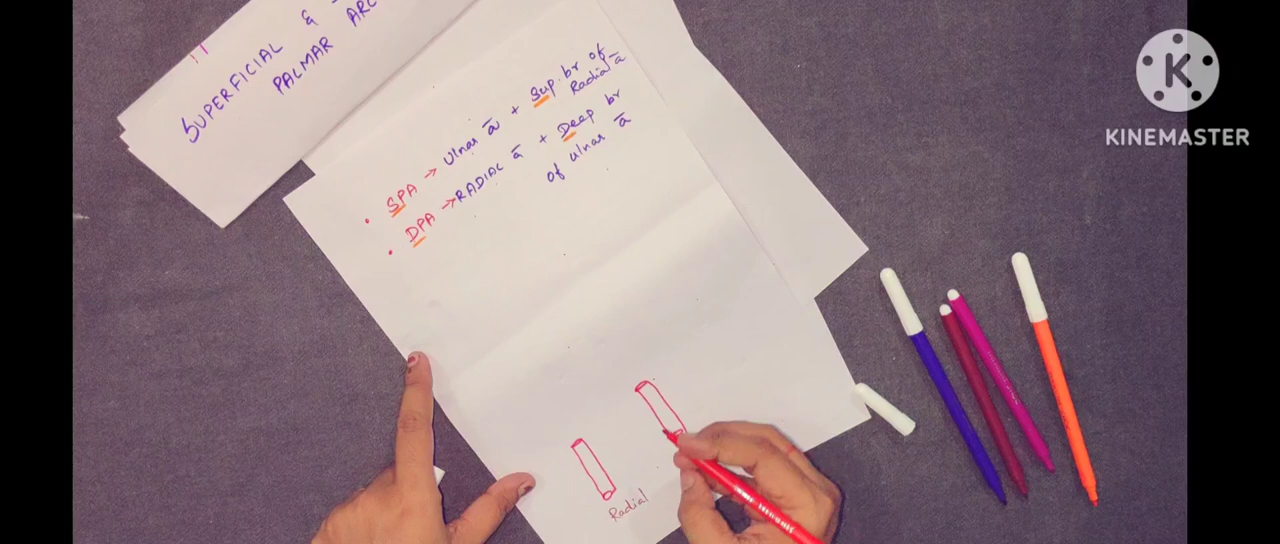 SUPERFICIAL &
PALMAR ARC
• SPA → Ulnar a̅ + Sup. br of
Radial a̅
• DPA → RADIAL a̅ + Deep br
of ulnar a̅
Radial
K
KINEMASTER